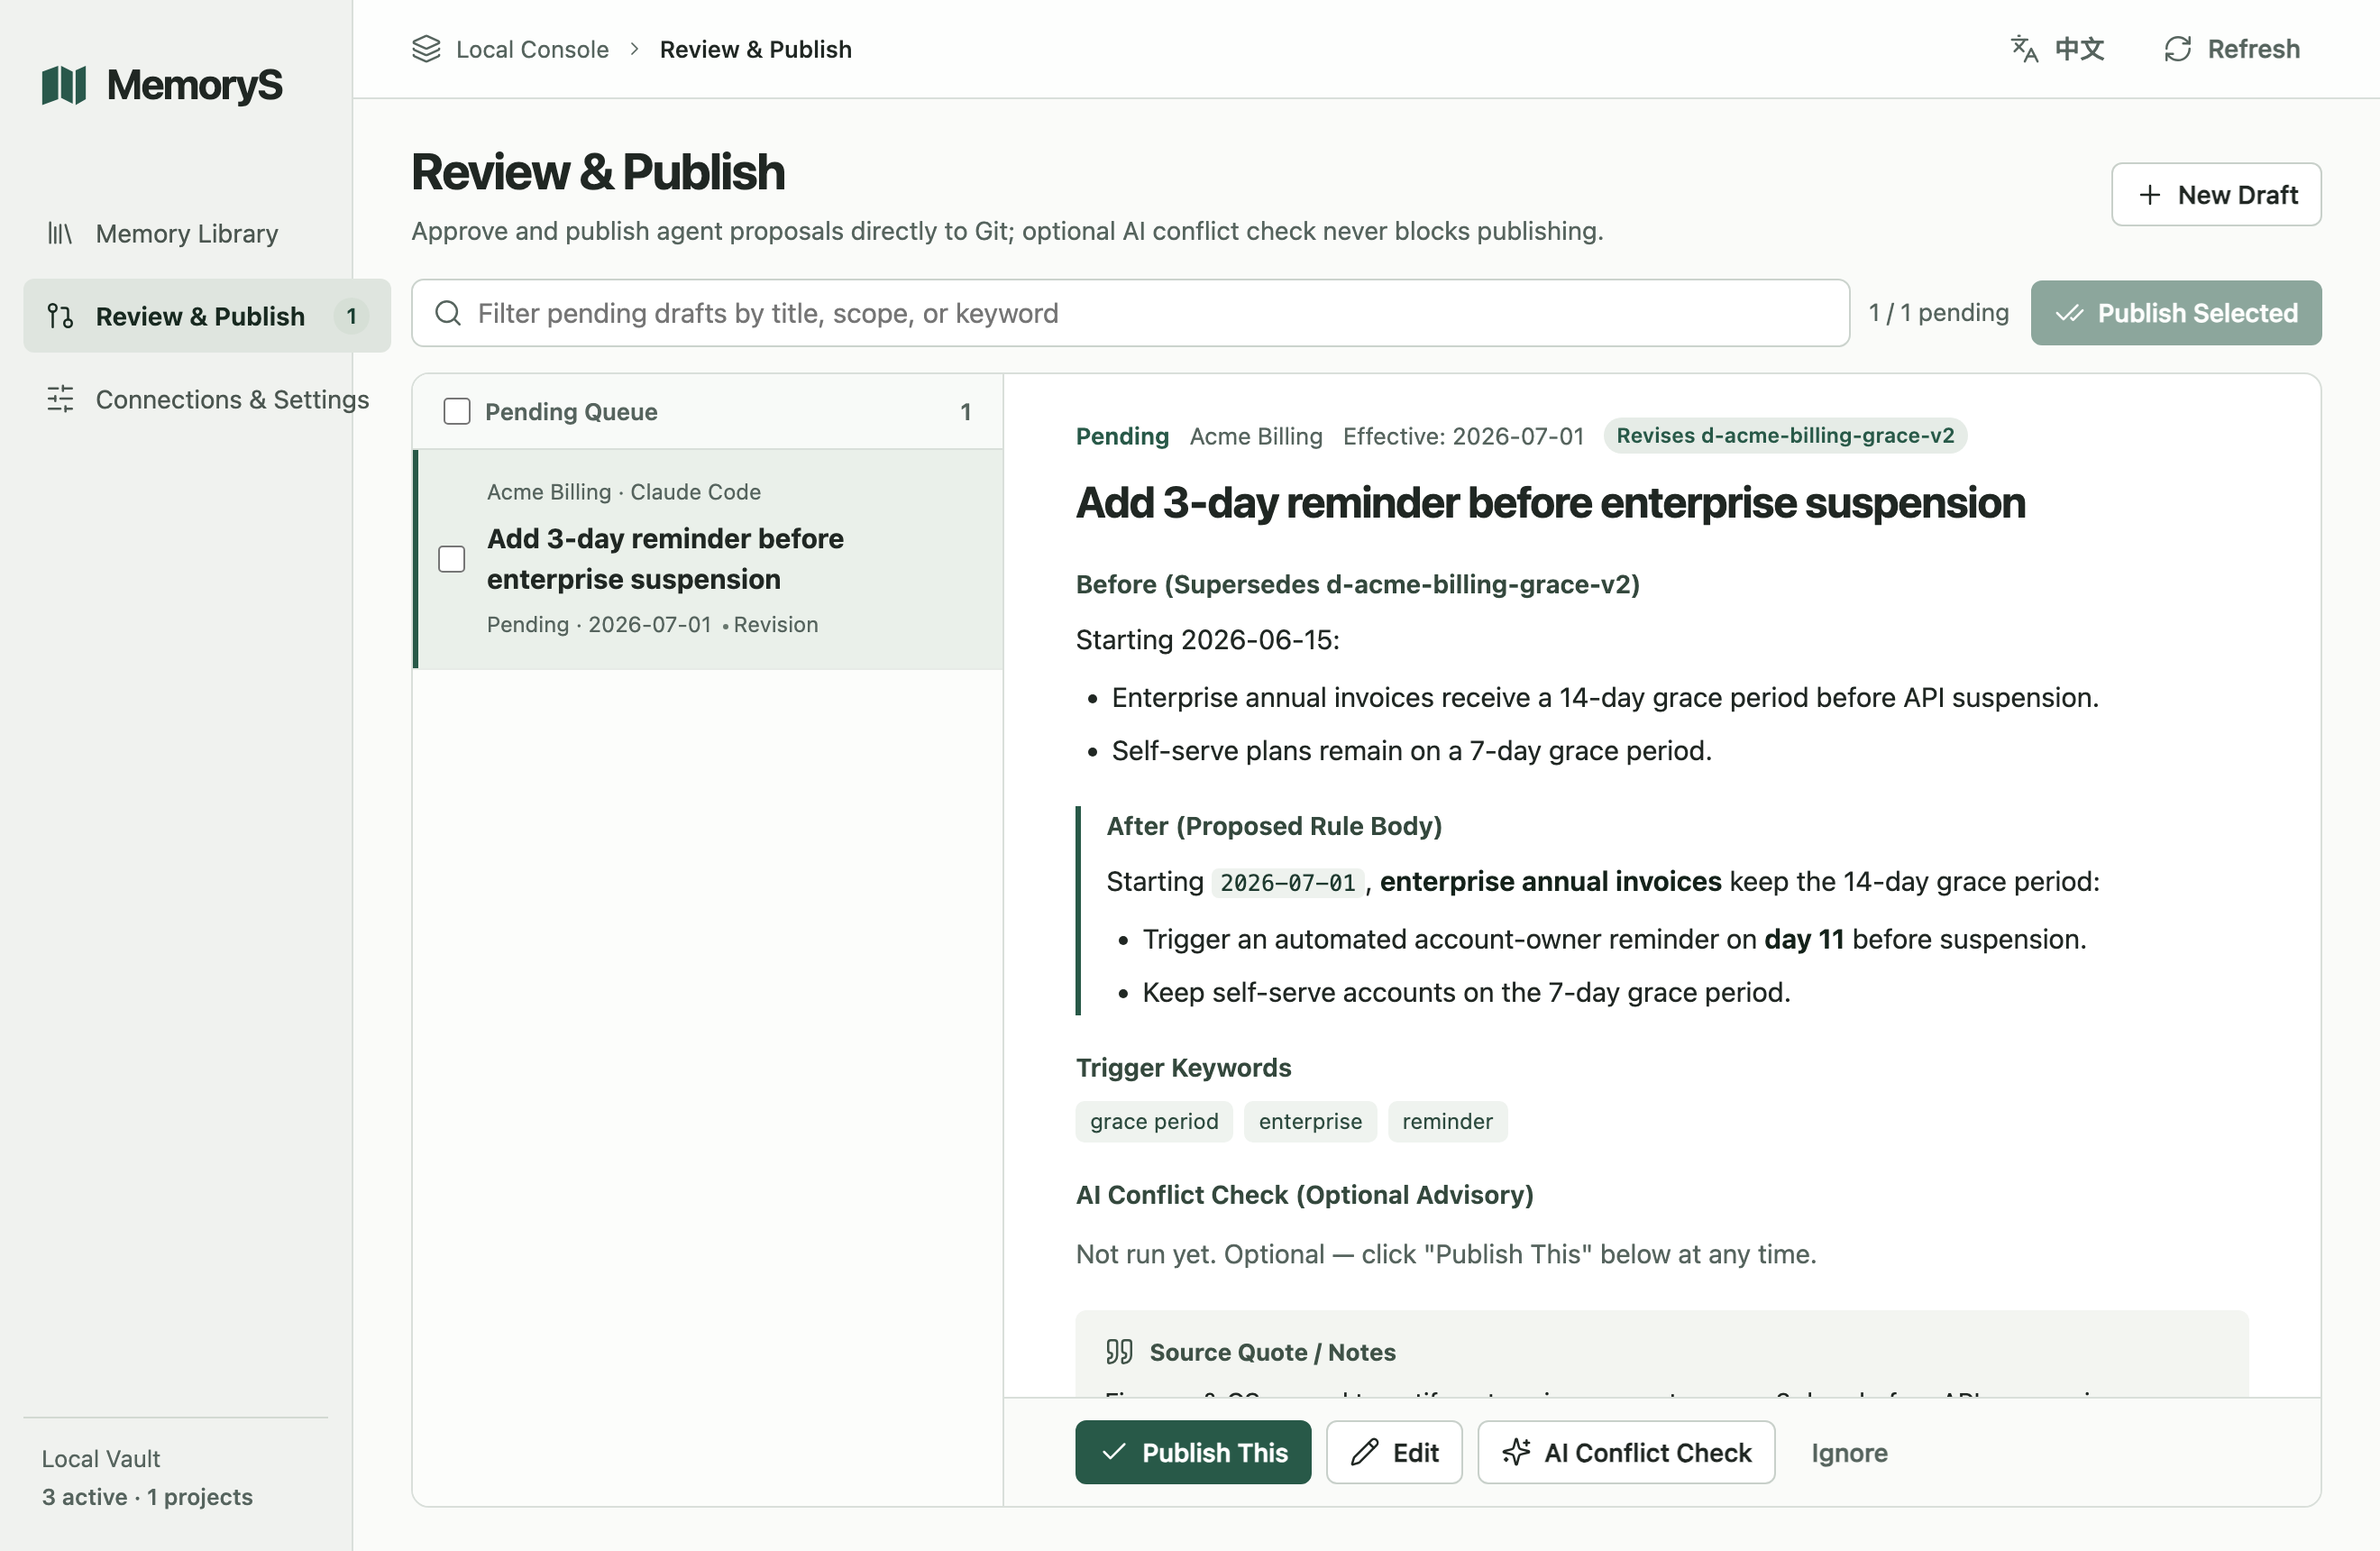 MemoryS
Memory Library
Review & Publish 1
Connections & Settings
Local Vault
3 active · 1 projects
Local Console > Review & Publish
中文
Refresh
Review & Publish
Approve and publish agent proposals directly to Git; optional AI conflict check never blocks publishing.
New Draft
Filter pending drafts by title, scope, or keyword
1 / 1 pending
Publish Selected
Pending Queue 1
Acme Billing · Claude Code
Add 3-day reminder before
enterprise suspension
Pending · 2026-07-01 • Revision
Pending Acme Billing Effective: 2026-07-01 Revises d-acme-billing-grace-v2
Add 3-day reminder before enterprise suspension
Before (Supersedes d-acme-billing-grace-v2)
Starting 2026-06-15:
• Enterprise annual invoices receive a 14-day grace period before API suspension.
• Self-serve plans remain on a 7-day grace period.
After (Proposed Rule Body)
Starting 2026-07-01, enterprise annual invoices keep the 14-day grace period:
• Trigger an automated account-owner reminder on day 11 before suspension.
• Keep self-serve accounts on the 7-day grace period.
Trigger Keywords
grace period enterprise reminder
AI Conflict Check (Optional Advisory)
Not run yet. Optional — click "Publish This" below at any time.
Source Quote / Notes
Publish This
Edit
AI Conflict Check
Ignore